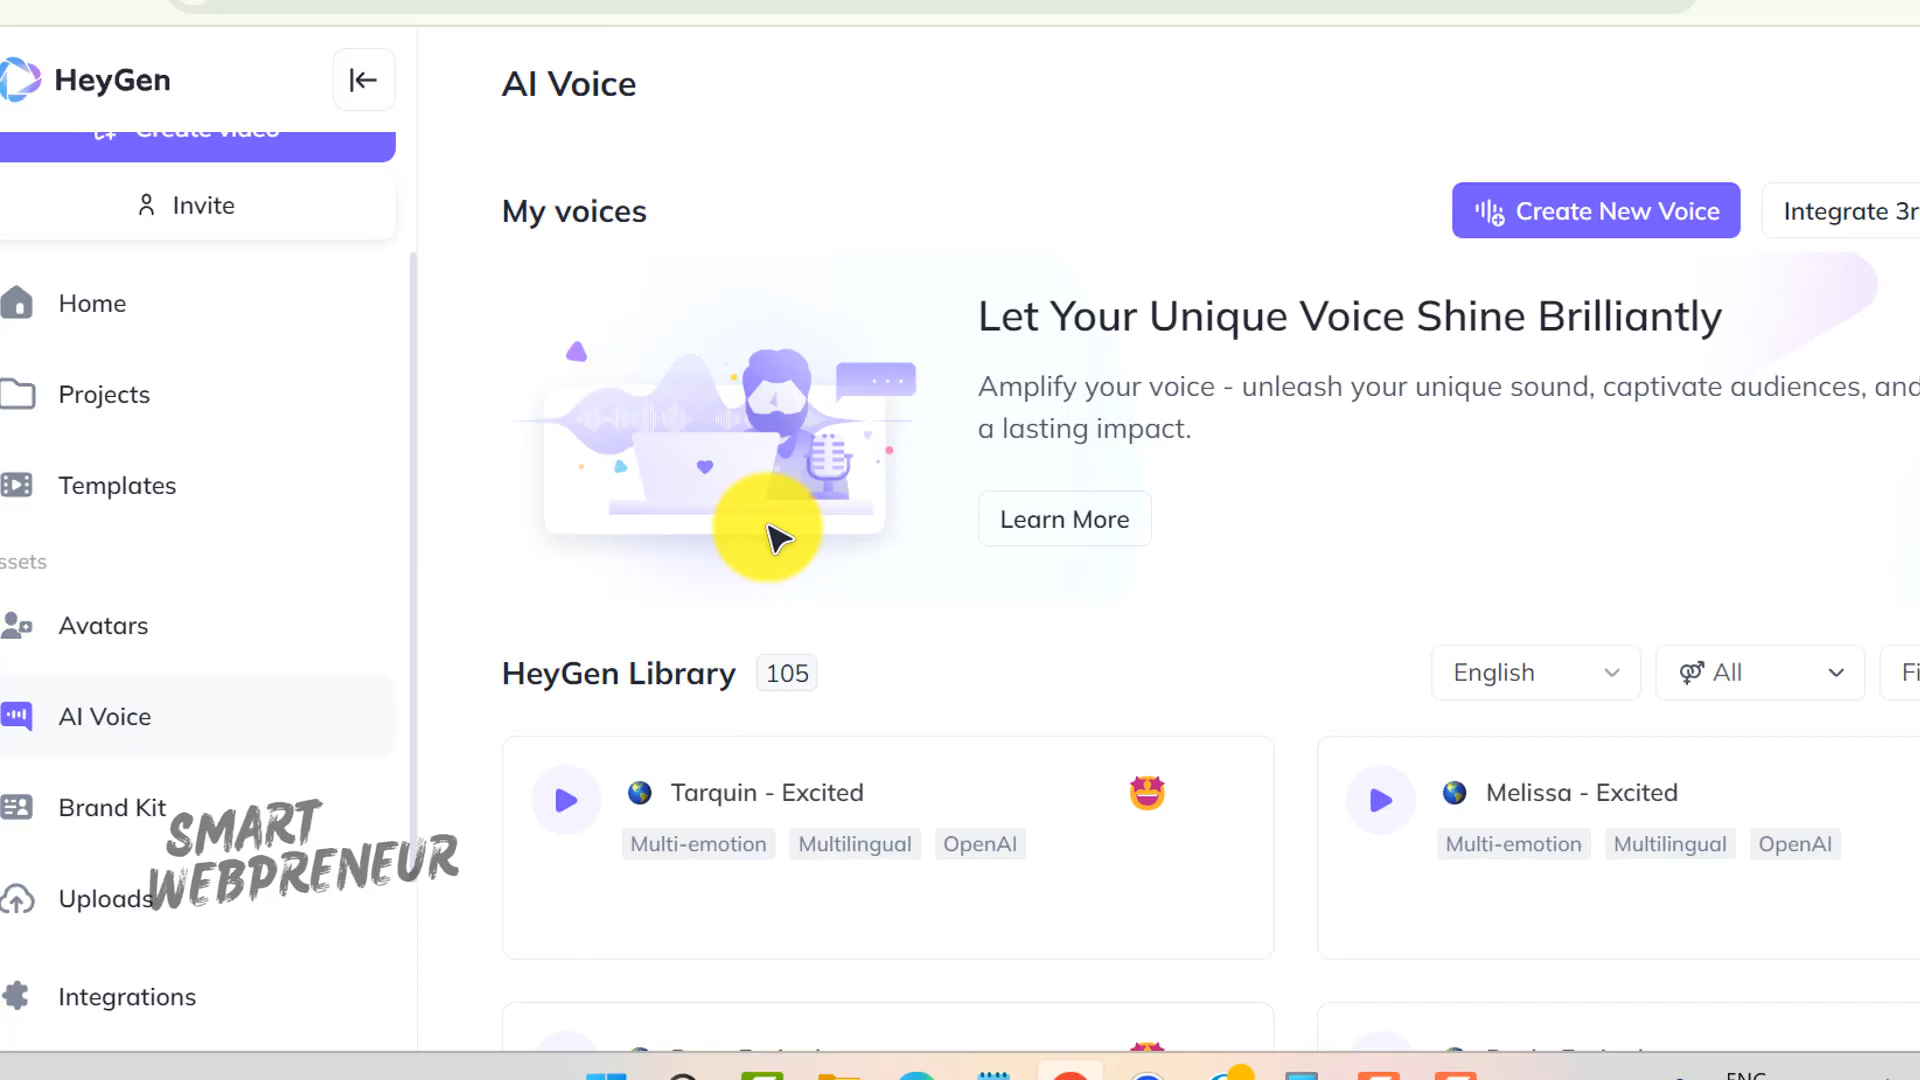 HeyGen
Create video
Invite
Home
Projects
Templates
ssets
Avatars
AI Voice
Brand Kit
Uploads
Integrations
SMART
WEBPRENEUR
AI Voice
My voices
Create New Voice
Integrate 3r
Let Your Unique Voice Shine Brilliantly
Amplify your voice - unleash your unique sound, captivate audiences, and
a lasting impact.
Learn More
HeyGen Library 105
English
All
Fi
Tarquin - Excited
Multi-emotion Multilingual OpenAI
Melissa - Excited
Multi-emotion Multilingual OpenAI
ENG